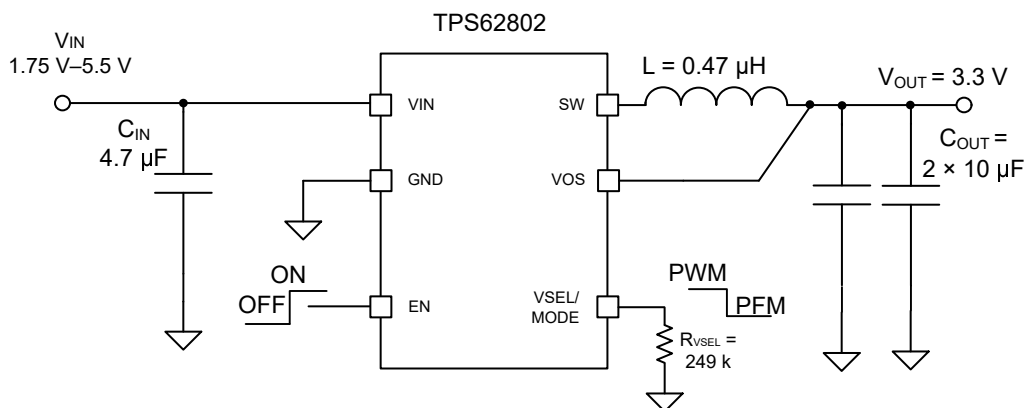 TPS62802
VIN
1.75 V–5.5 V
L = 0.47 µH
VOUT = 3.3 V
VIN
SW
CIN
4.7 µF
COUT =
2 × 10 µF
GND
VOS
ON
OFF
EN
VSEL/
MODE
PWM
PFM
RVSEL =
249 k